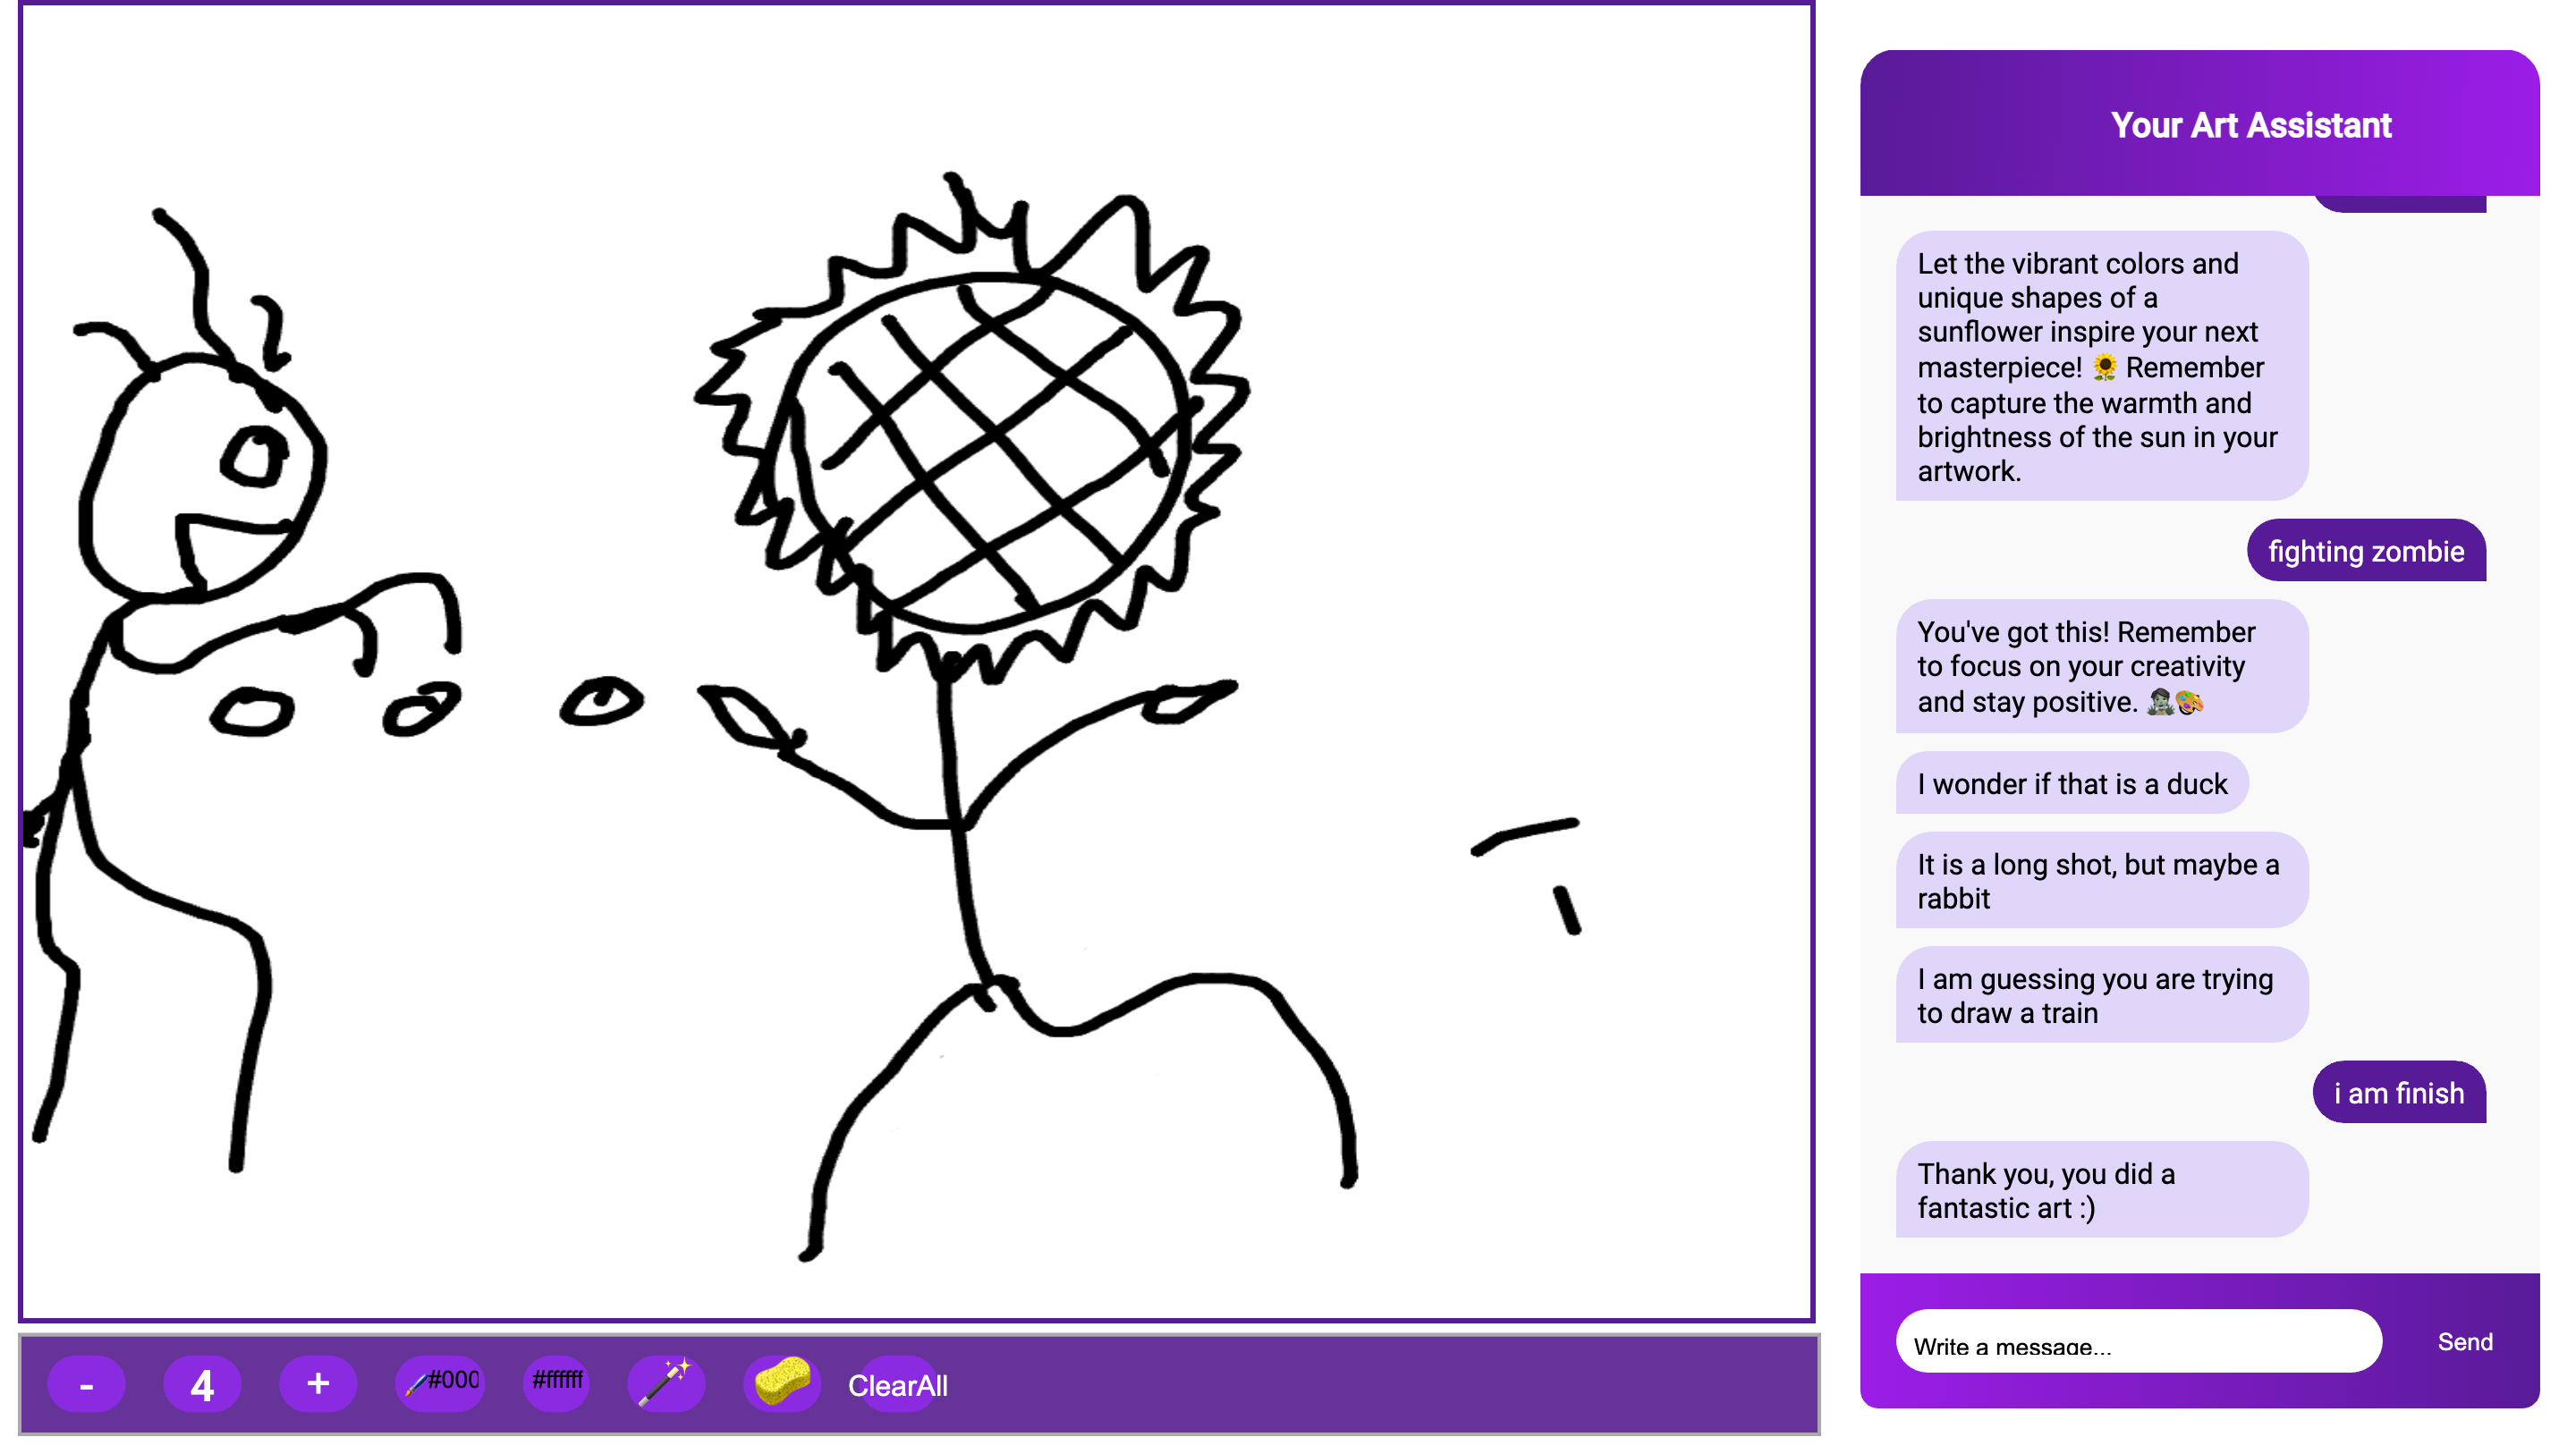 Your Art Assistant
Let the vibrant colors and
unique shapes of a
sunflower inspire your next
masterpiece! 🌻 Remember
to capture the warmth and
brightness of the sun in your
artwork.
fighting zombie
You've got this! Remember
to focus on your creativity
and stay positive. 🧟🎨
I wonder if that is a duck
It is a long shot, but maybe a
rabbit
I am guessing you are trying
to draw a train
i am finish
Thank you, you did a
fantastic art :)
Write a message...
Send
- 4 + #000 #ffffff ClearAll